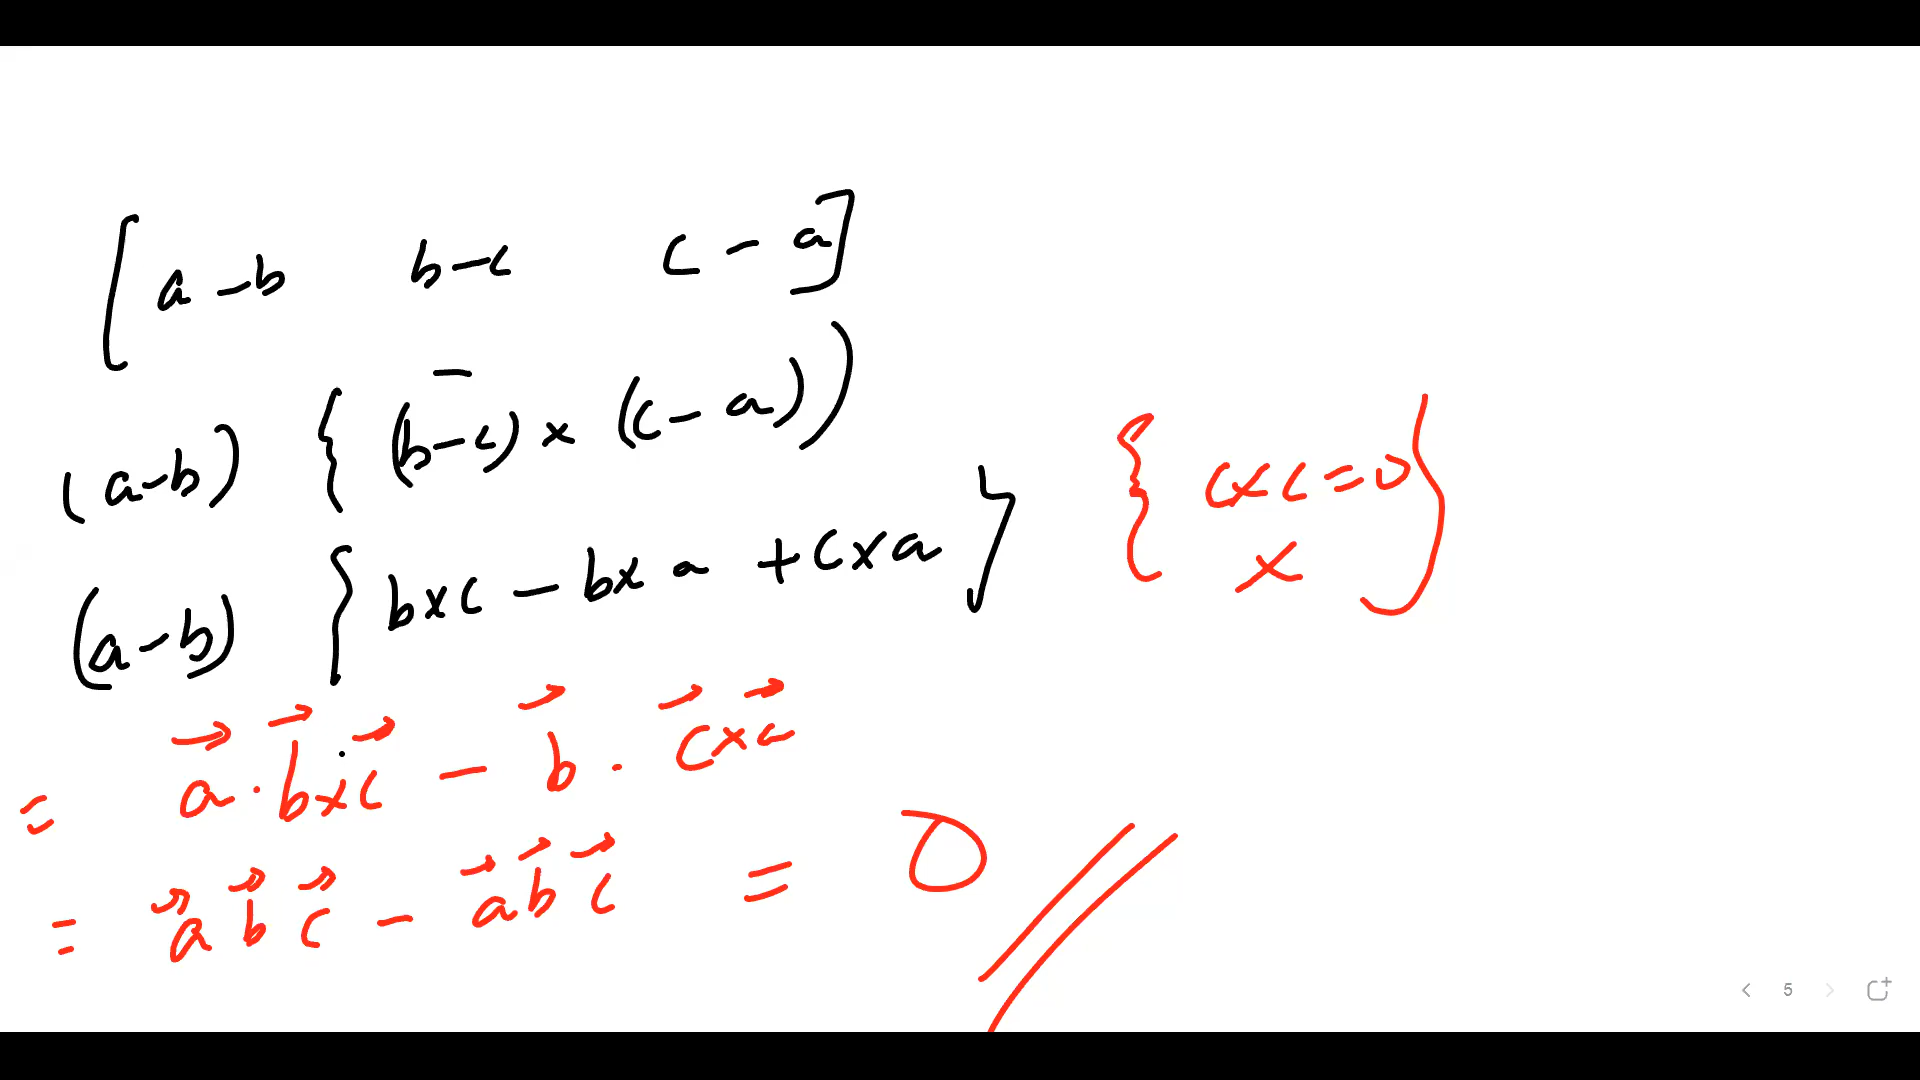 [a-b b-c c-a]
(a-b) { (b-c) × (c-a) )
(a-b) { b×c - b×a + c×a }
{ c×c=0 }
×
= a⃗ · b⃗×c⃗ - b⃗ · c⃗×a⃗
= a⃗ b⃗ c⃗ - a⃗ b⃗ c⃗ = 0
5